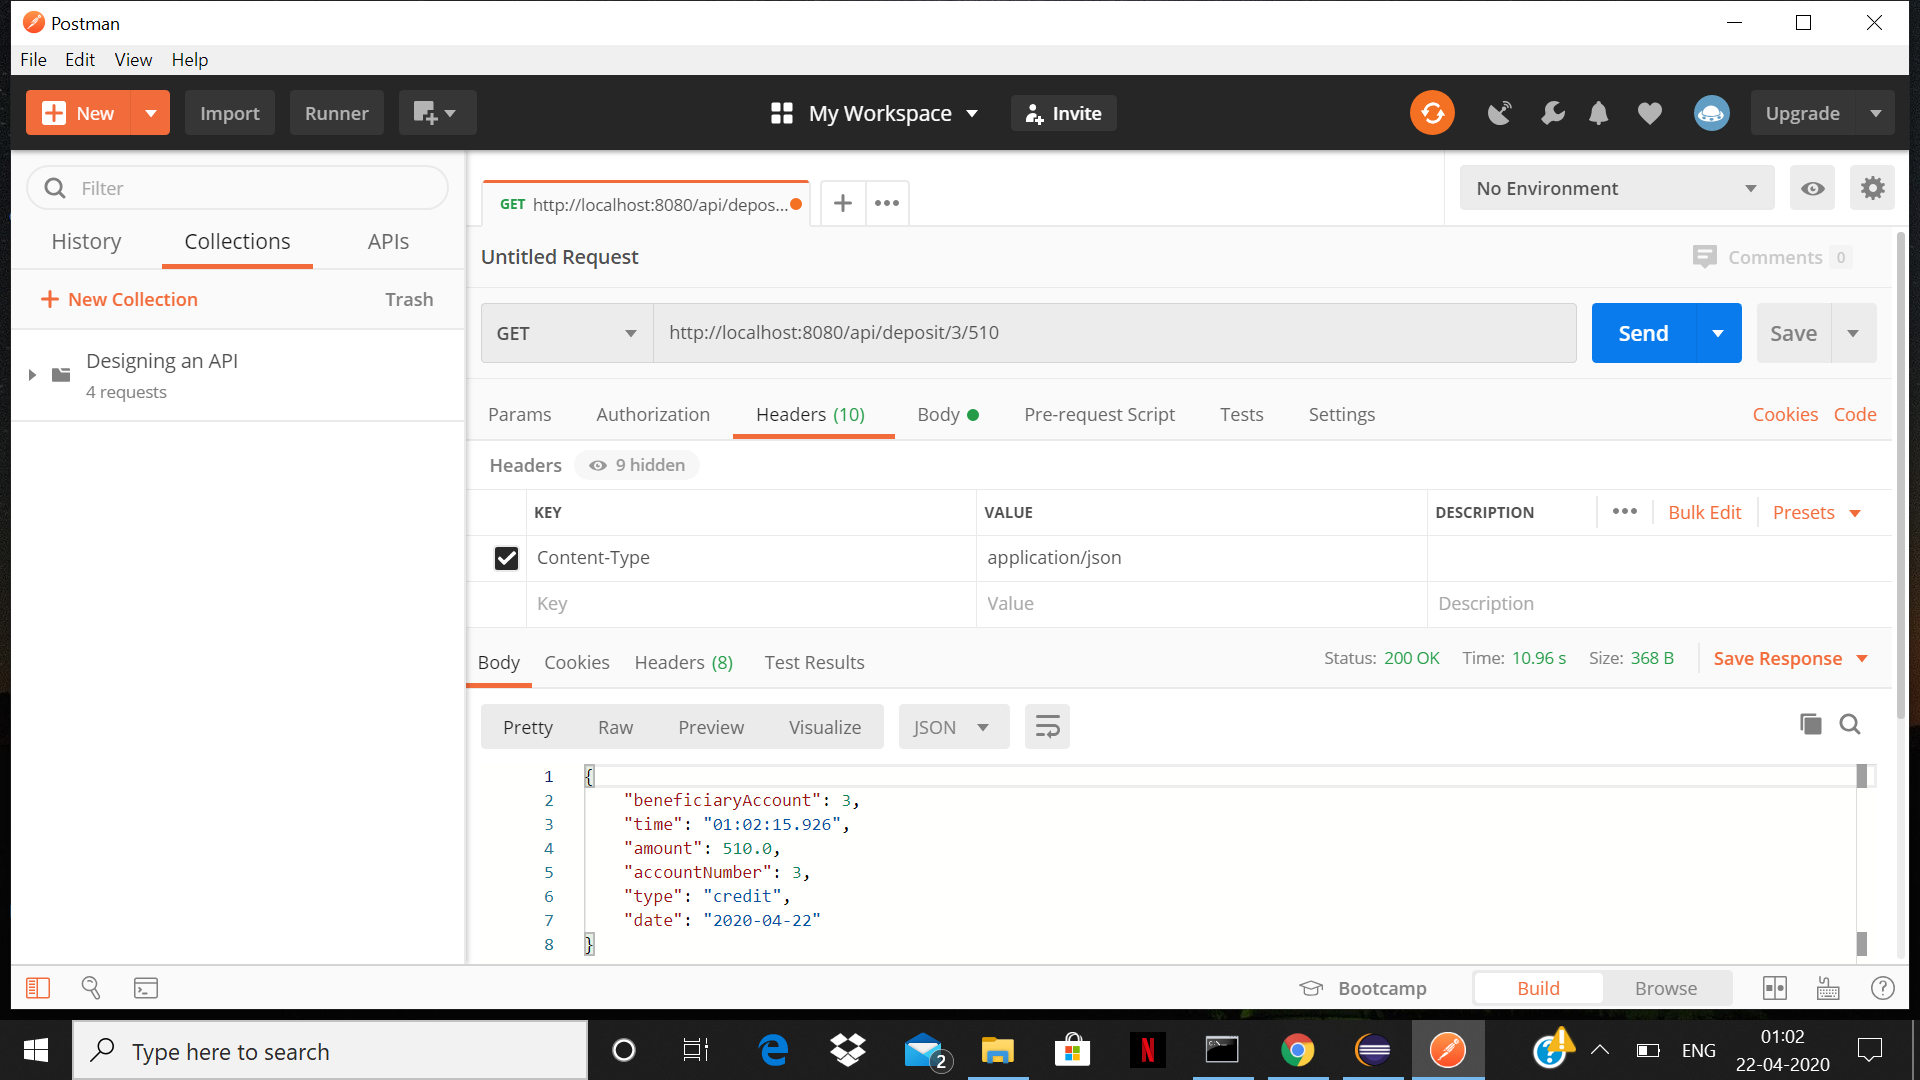 Postman
File Edit View Help
New Import Runner My Workspace Invite Upgrade
Filter
History Collections APIs
New Collection Trash
Designing an API
4 requests
GET http://localhost:8080/api/depos... No Environment
Untitled Request Comments 0
GET http://localhost:8080/api/deposit/3/510 Send Save
Params Authorization Headers (10) Body Pre-request Script Tests Settings Cookies Code
Headers 9 hidden
KEY VALUE DESCRIPTION Bulk Edit Presets
Content-Type application/json
Key Value Description
Body Cookies Headers (8) Test Results Status: 200 OK Time: 10.96 s Size: 368 B Save Response
Pretty Raw Preview Visualize JSON
1 {
2 "beneficiaryAccount": 3,
3 "time": "01:02:15.926",
4 "amount": 510.0,
5 "accountNumber": 3,
6 "type": "credit",
7 "date": "2020-04-22"
8 }
Bootcamp Build Browse
Type here to search 2 N ENG 01:02
22-04-2020